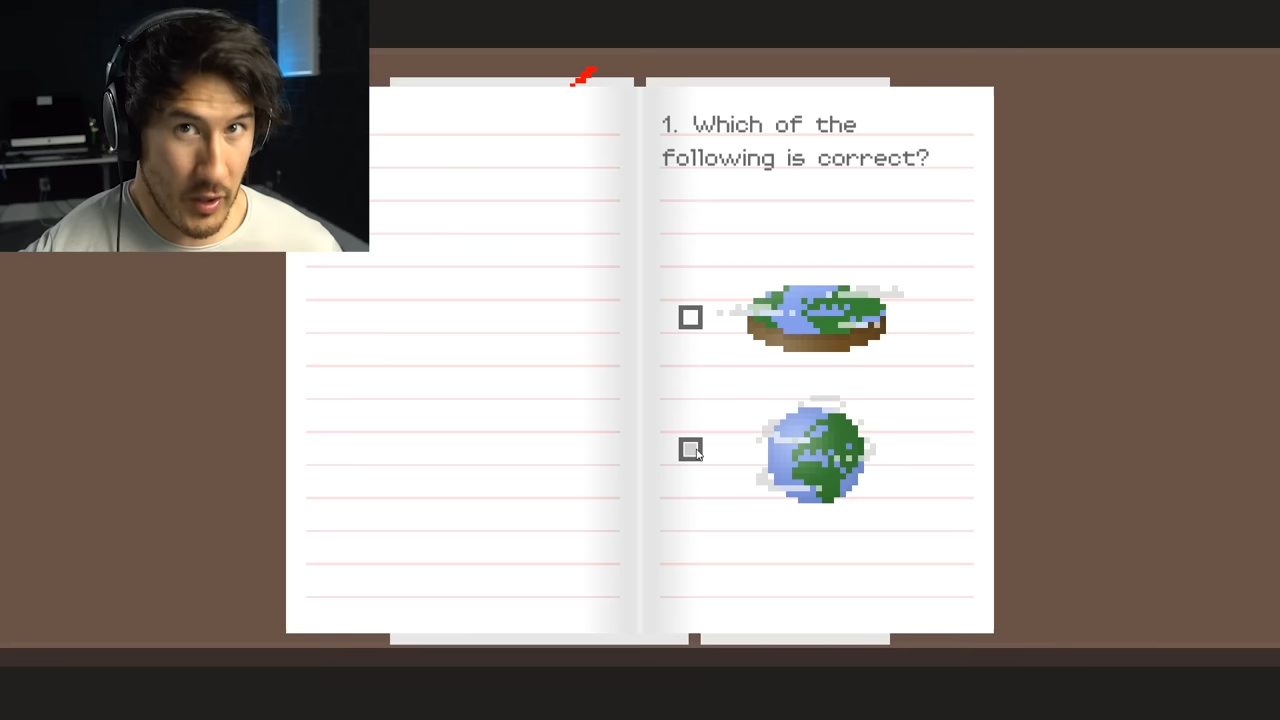 1. Which of the
following is correct?